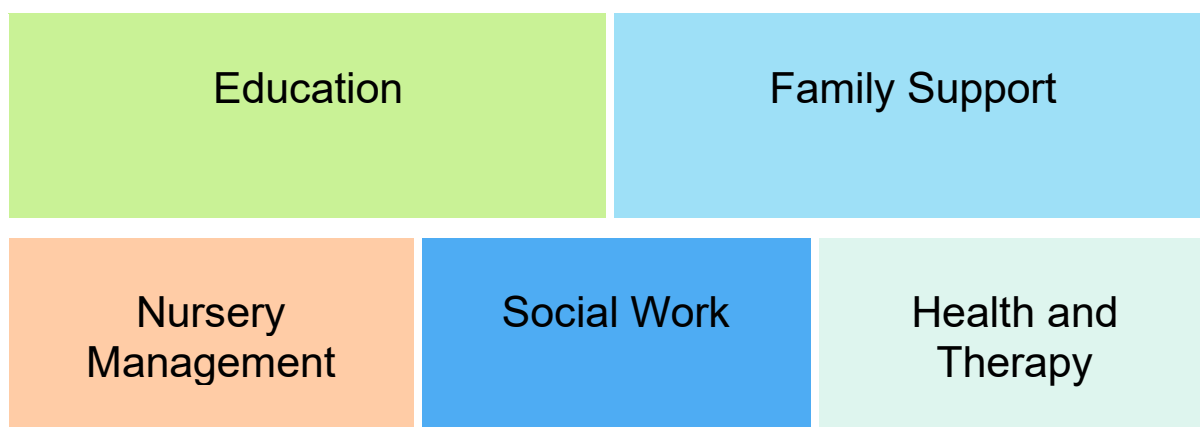 Education
Family Support
Nursery
Management
Social Work
Health and
Therapy